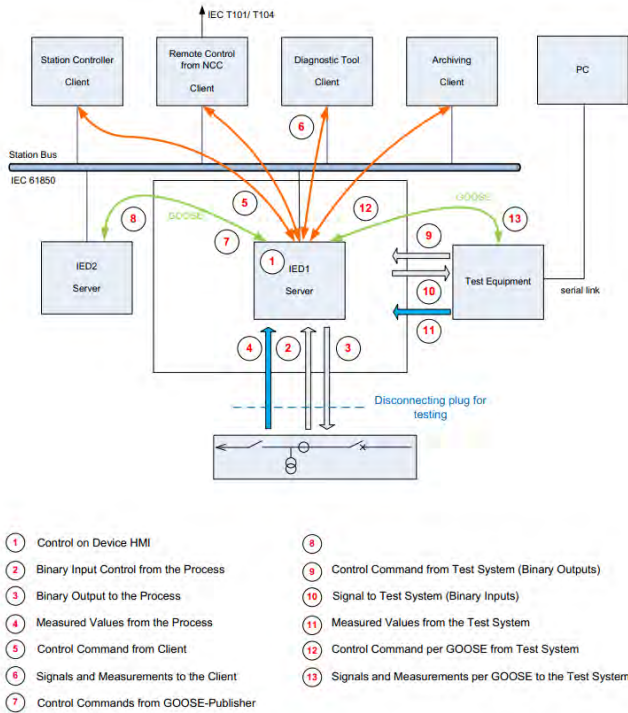 IEC T101/ T104
Station Controller
Client
Remote Control
from NCC
Client
Diagnostic Tool
Client
Archiving
Client
PC
6
Station Bus
IEC 61850
5
12
GOOSE
GOOSE
8
7
13
9
1
IED2
Server
IED1
Server
Test Equipment
serial link
10
11
4
2
3
Disconnecting plug for
testing
1 Control on Device HMI
2 Binary Input Control from the Process
3 Binary Output to the Process
4 Measured Values from the Process
5 Control Command from Client
6 Signals and Measurements to the Client
7 Control Commands from GOOSE-Publisher
8
9 Control Command from Test System (Binary Outputs)
10 Signal to Test System (Binary Inputs)
11 Measured Values from the Test System
12 Control Command per GOOSE from Test System
13 Signals and Measurements per GOOSE to the Test System